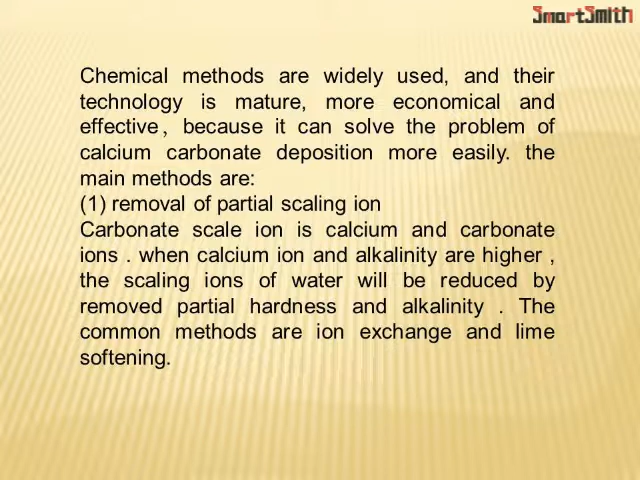 SmartSmith
Chemical methods are widely used, and their
technology is mature, more economical and
effective，because it can solve the problem of
calcium carbonate deposition more easily. the
main methods are:
(1) removal of partial scaling ion
Carbonate scale ion is calcium and carbonate
ions . when calcium ion and alkalinity are higher ,
the scaling ions of water will be reduced by
removed partial hardness and alkalinity . The
common methods are ion exchange and lime
softening.